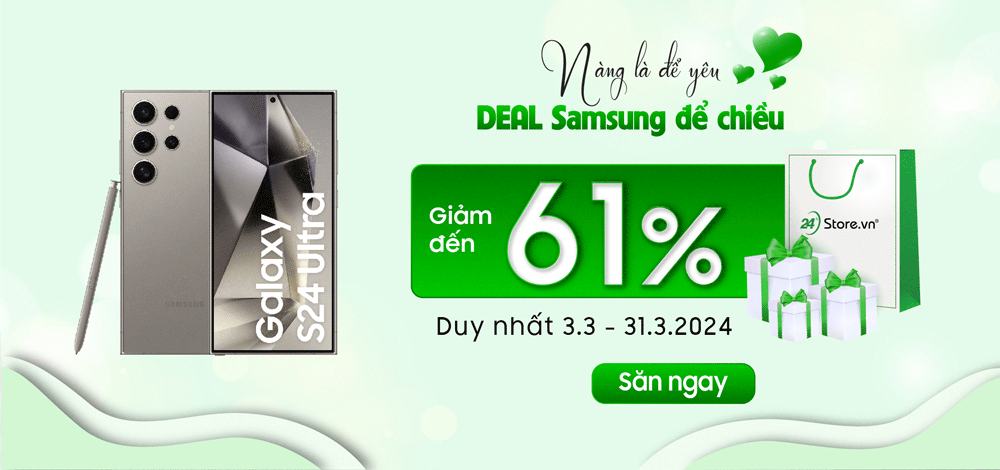 Nàng là để yêu
DEAL Samsung để chiều
Giảm
đến
61%
Duy nhất 3.3 - 31.3.2024
Săn ngay
24h Store.vn®
SAMSUNG
Galaxy
S24 Ultra